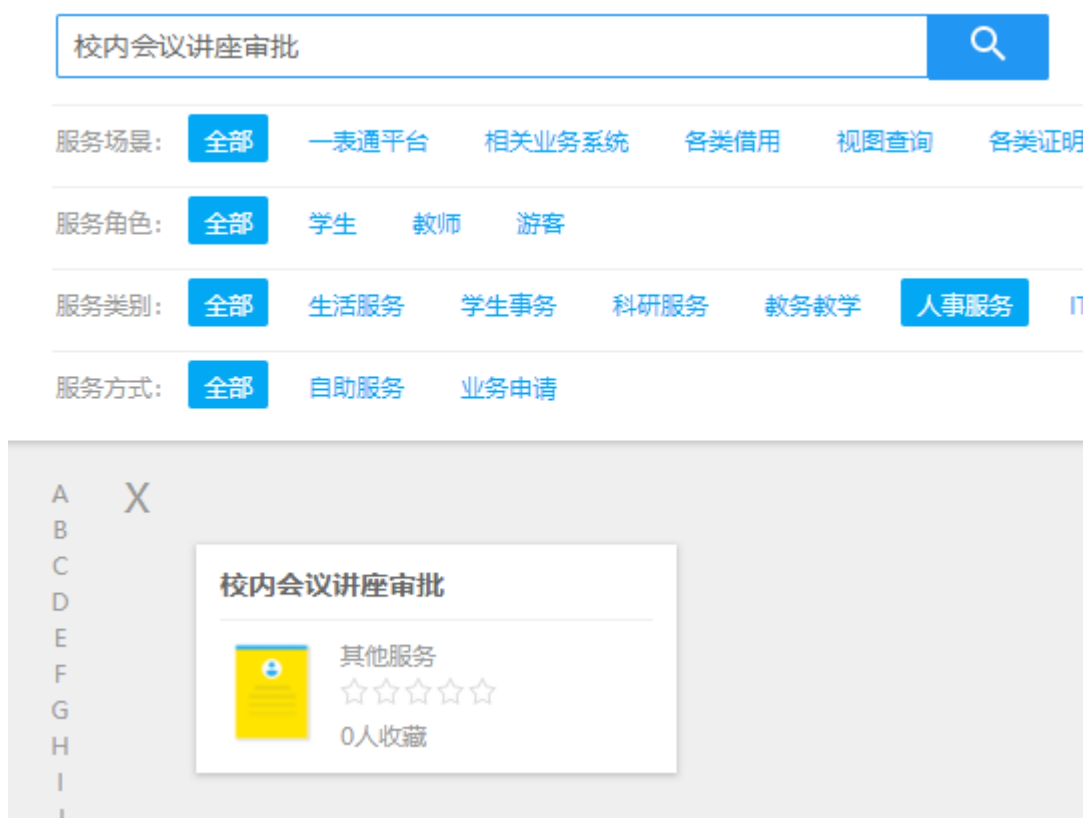 校内会议讲座审批
服务场景: 全部 一表通平台 相关业务系统 各类借用 视图查询 各类证明
服务角色: 全部 学生 教师 游客
服务类别: 全部 生活服务 学生事务 科研服务 教务教学 人事服务 IT
服务方式: 全部 自助服务 业务申请
A X
B
C
D
E
F
G
H
I
校内会议讲座审批
其他服务
0人收藏